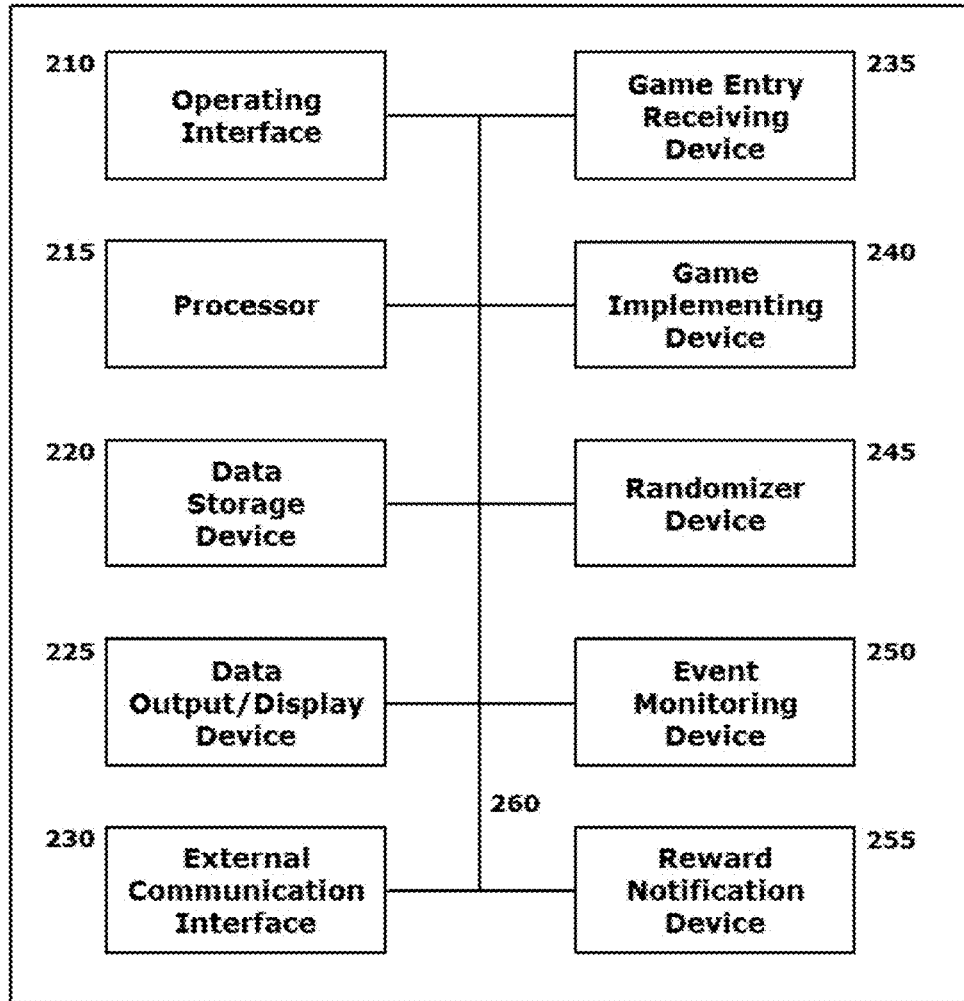 210
Operating
Interface
235
Game Entry
Receiving
Device
215
Processor
240
Game
Implementing
Device
220
Data
Storage
Device
245
Randomizer
Device
225
Data
Output/Display
Device
250
Event
Monitoring
Device
260
230
External
Communication
Interface
255
Reward
Notification
Device